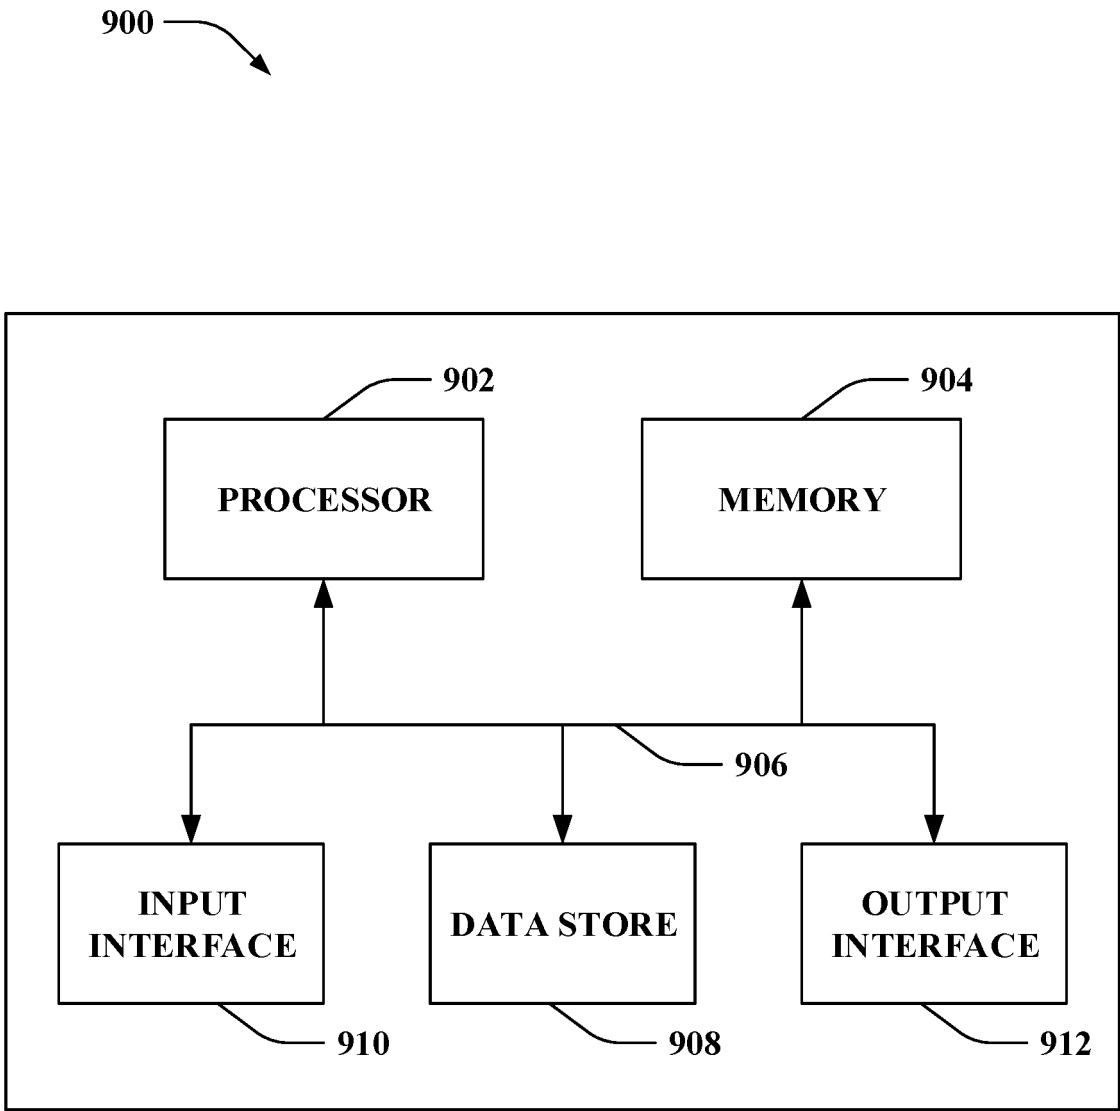 900
902
904
PROCESSOR
MEMORY
906
INPUT
INTERFACE
DATA STORE
OUTPUT
INTERFACE
910
908
912